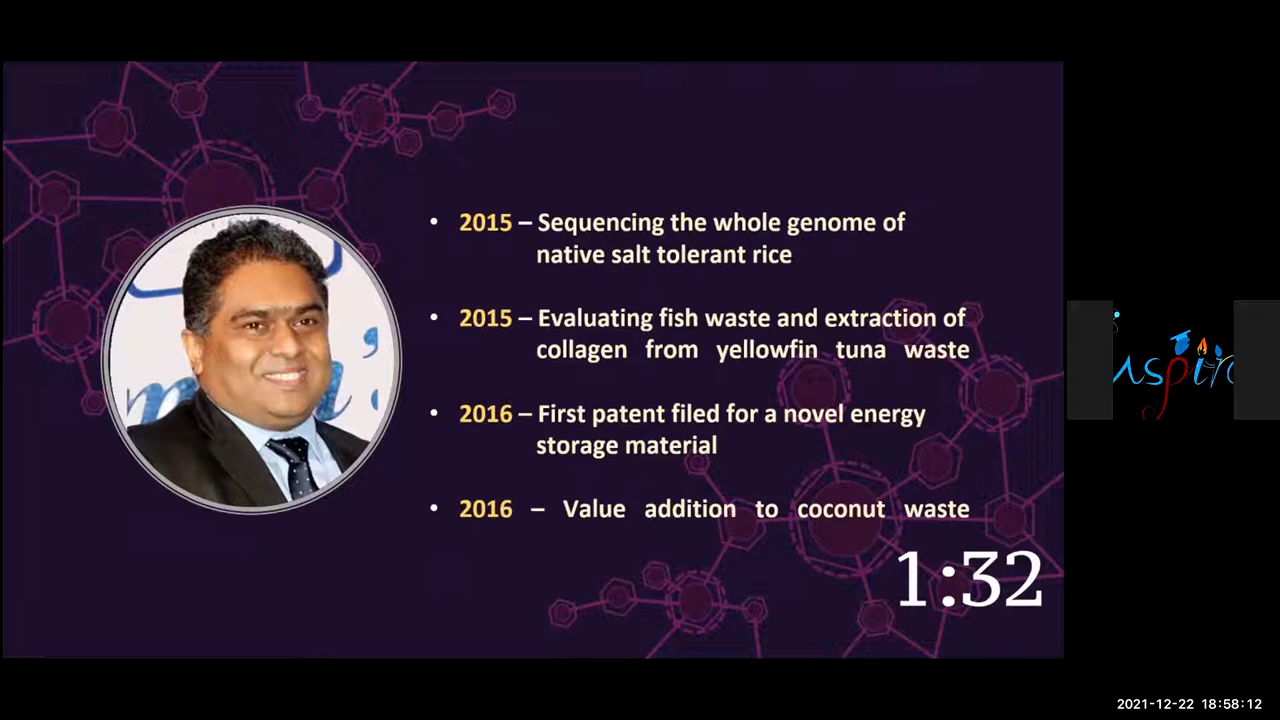 • 2015 – Sequencing the whole genome of
native salt tolerant rice
• 2015 – Evaluating fish waste and extraction of
collagen from yellowfin tuna waste
• 2016 – First patent filed for a novel energy
storage material
• 2016 – Value addition to coconut waste
1:32
inspire
2021-12-22 18:58:12